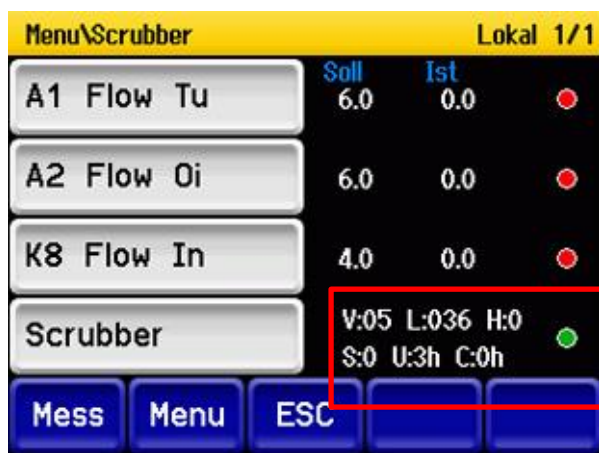 Menu\Scrubber Lokal 1/1
Soll Ist
A1 Flow Tu 6.0 0.0
A2 Flow Oi 6.0 0.0
K8 Flow In 4.0 0.0
Scrubber V:05 L:036 H:0
S:0 U:3h C:0h
Mess Menu ESC